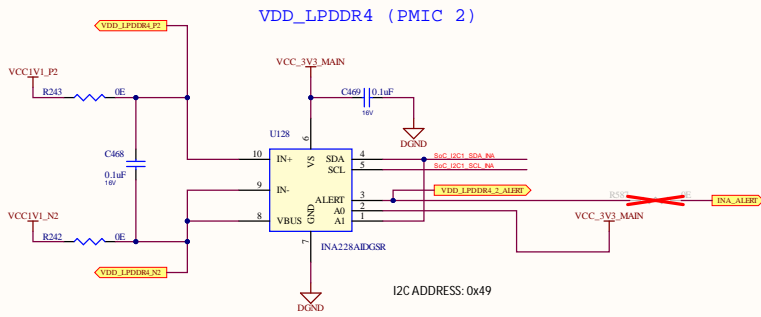 VDD_LPDDR4 (PMIC 2)
VDD_LPDDR4_P2
VCC_3V3_MAIN
VCC1V1_P2
R243 0E
C469 0.1uF
16V
DGND
U128
6
VS
C468
0.1uF
16V
10 IN+
SDA 4 SoC_I2C1_SDA_INA
SCL 5 SoC_I2C1_SCL_INA
9 IN-
VDD_LPDDR4_2_ALERT
ALERT 3
R587 0E
INA_ALERT
A0 2
VCC_3V3_MAIN
8 VBUS
GND
A1 1
VCC1V1_N2
R242 0E
7
INA228AIDGSR
VDD_LPDDR4_N2
DGND
I2C ADDRESS: 0x49